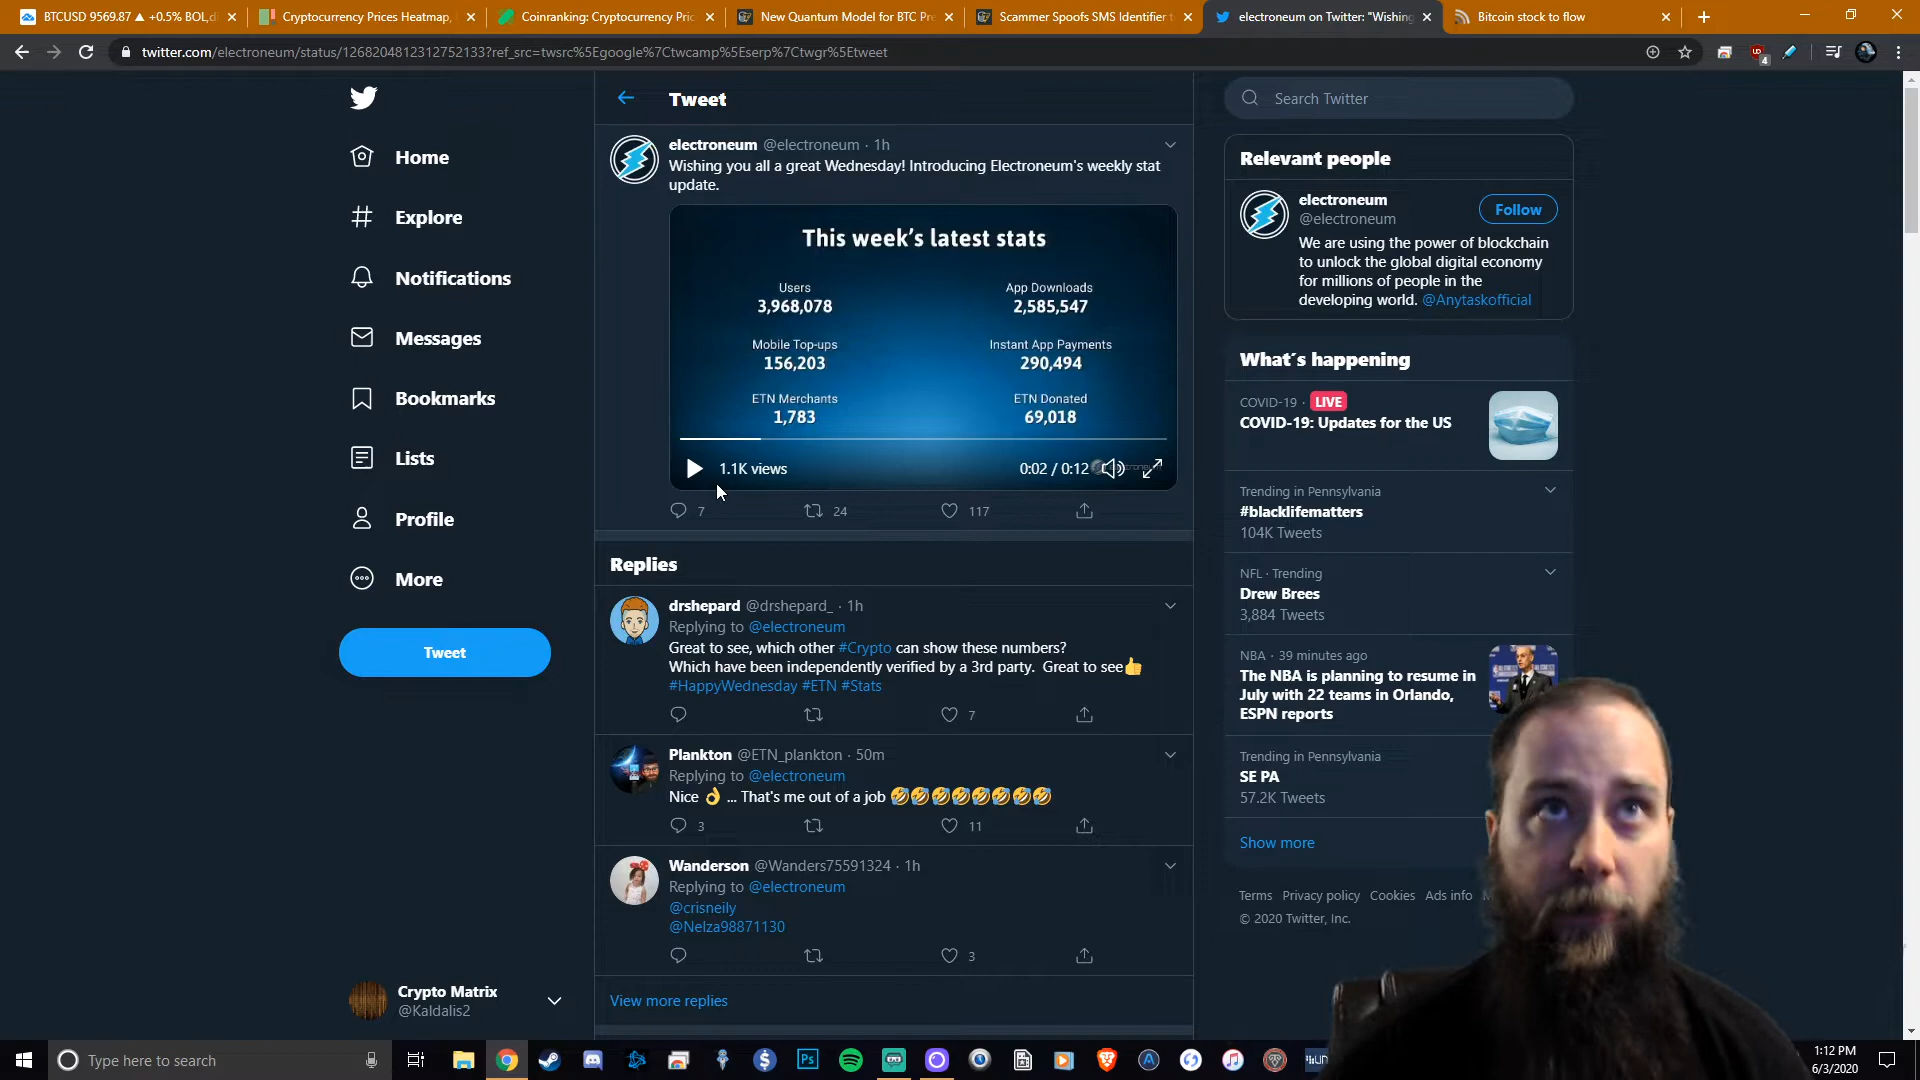 BTCUSD 9569.87 ▲ +0.5% BOL,di
Cryptocurrency Prices Heatmap,
Coinranking: Cryptocurrency Pric
New Quantum Model for BTC Pre
Scammer Spoofs SMS Identifier t
electroneum on Twitter: "Wishing
Bitcoin stock to flow
twitter.com/electroneum/status/1268204812312752133?ref_src=twsrc%5Egoogle%7Ctwcamp%5Eserp%7Ctwgr%5Etweet
4
Home
Explore
Notifications
Messages
Bookmarks
Lists
Profile
More
Tweet
Crypto Matrix
@Kaldalis2
Tweet
electroneum @electroneum · 1h
Wishing you all a great Wednesday! Introducing Electroneum's weekly stat
update.
This week's latest stats
Users
3,968,078
App Downloads
2,585,547
Mobile Top-ups
156,203
Instant App Payments
290,494
ETN Merchants
1,783
ETN Donated
69,018
1.1K views
0:02 / 0:12
7
24
117
Replies
drshepard @drshepard_ · 1h
Replying to @electroneum
Great to see, which other #Crypto can show these numbers?
Which have been independently verified by a 3rd party. Great to see👍
#HappyWednesday #ETN #Stats
7
Plankton @ETN_plankton · 50m
Replying to @electroneum
Nice 👌 ... That's me out of a job 🤣🤣🤣🤣🤣🤣🤣🤣
3
11
Wanderson @Wanders75591324 · 1h
Replying to @electroneum
@crisneily
@Nelza98871130
3
View more replies
Search Twitter
Relevant people
electroneum
@electroneum
Follow
We are using the power of blockchain
to unlock the global digital economy
for millions of people in the
developing world. @Anytaskofficial
What's happening
COVID-19 · LIVE
COVID-19: Updates for the US
Trending in Pennsylvania
#blacklifematters
104K Tweets
NFL · Trending
Drew Brees
3,884 Tweets
NBA · 39 minutes ago
The NBA is planning to resume in
July with 22 teams in Orlando,
ESPN reports
Trending in Pennsylvania
SE PA
57.2K Tweets
Show more
Terms Privacy policy Cookies Ads info
© 2020 Twitter, Inc.
Type here to search
Ps
1:12 PM
6/3/2020